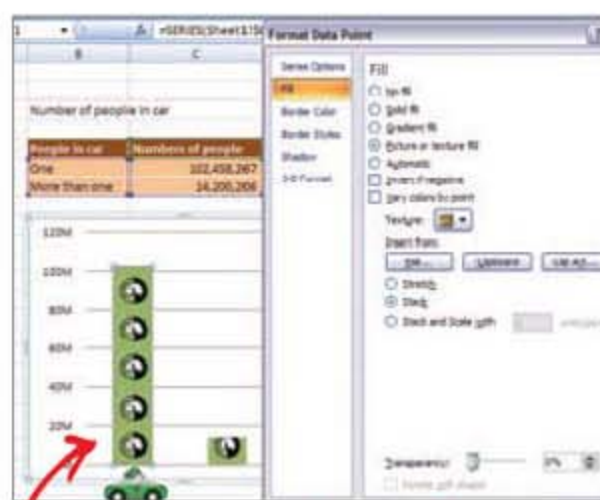 =SERIES(Sheet1!$
Format Data Point
B C
Number of people in car
People in car Numbers of people
One 102,458,267
More than one 14,200,206
120M
100M
80M
60M
40M
20M
Series Options
Fill
Border Color
Border Styles
Shadow
3-D Format
Fill
No fill
Solid fill
Gradient fill
Picture or texture fill
Automatic
Invert if negative
Vary colors by point
Texture:
Insert from:
File... Clipboard Clip Art...
Stretch
Stack
Stack and Scale with
Transparency: 0%